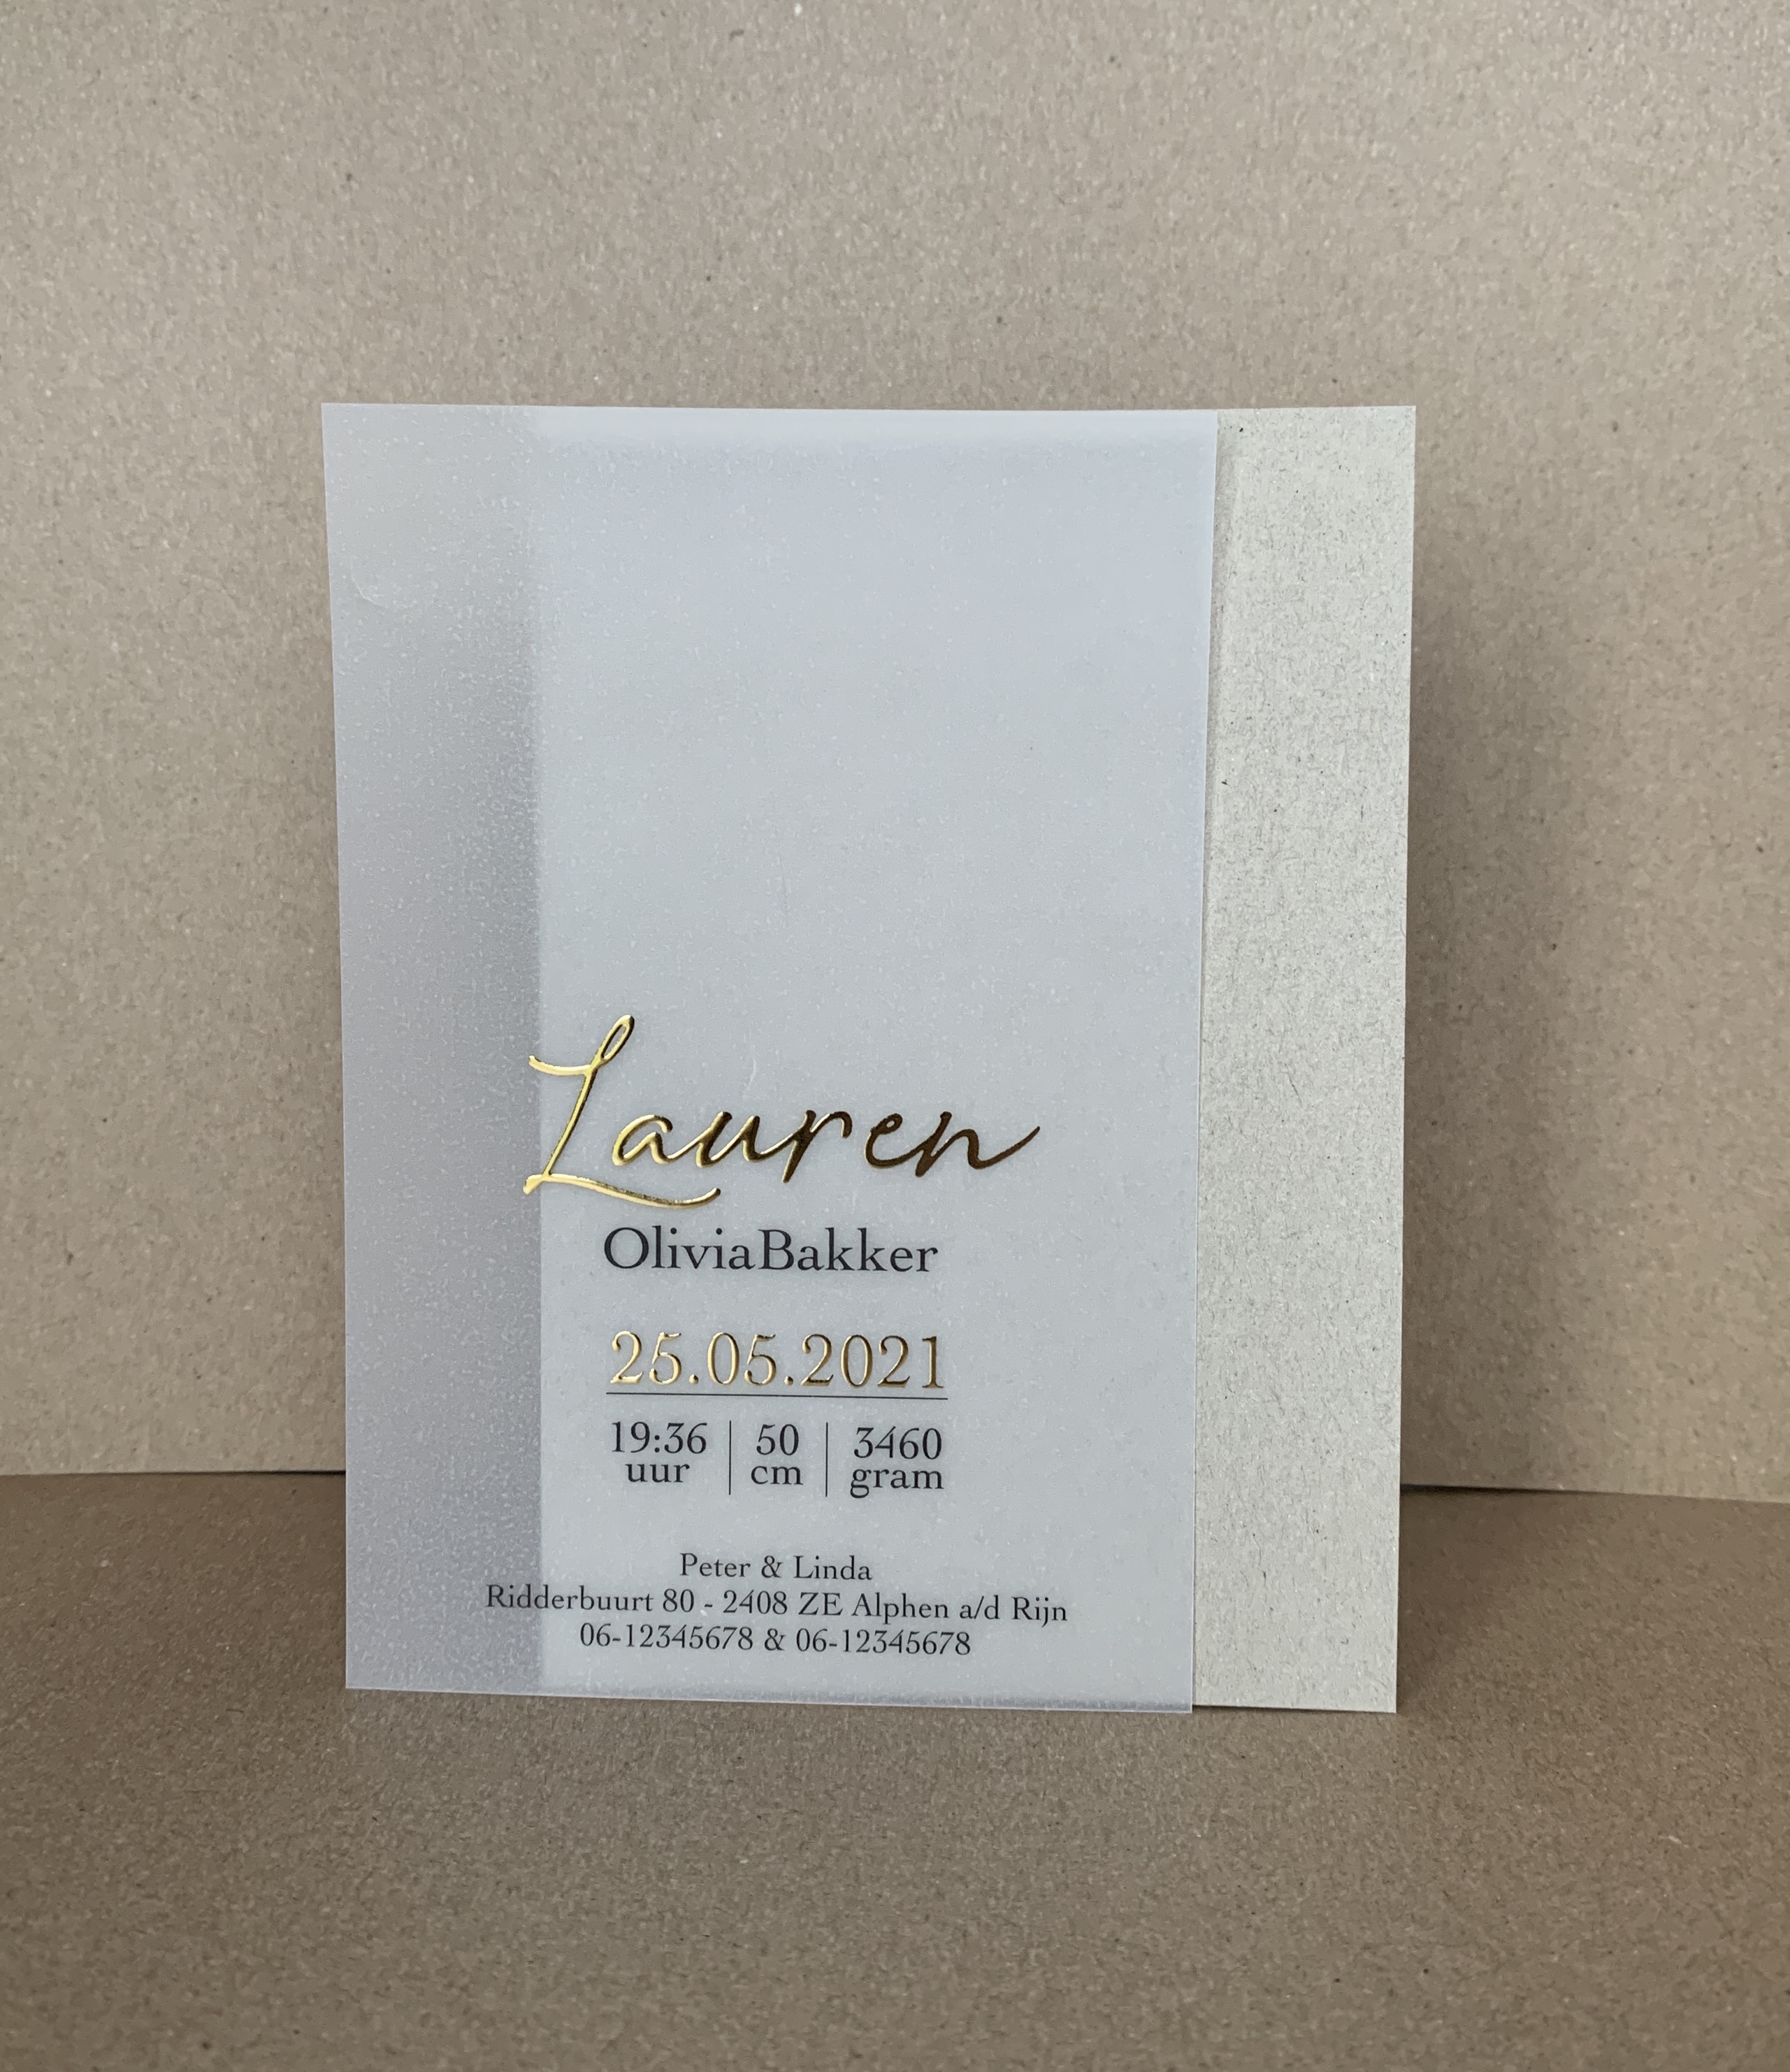 Lauren
OliviaBakker
25.05.2021
19:36 | 50 | 3460
uur | cm | gram
Peter & Linda
Ridderbuurt 80 - 2408 ZE Alphen a/d Rijn
06-12345678 & 06-12345678